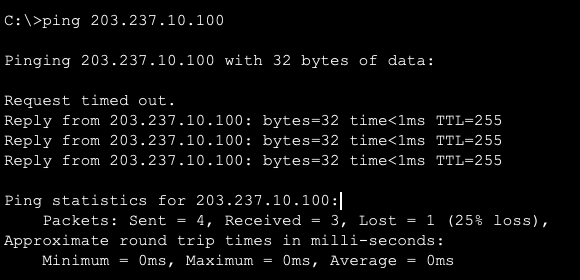 C:\>ping 203.237.10.100
Pinging 203.237.10.100 with 32 bytes of data:
Request timed out.
Reply from 203.237.10.100: bytes=32 time<1ms TTL=255
Reply from 203.237.10.100: bytes=32 time<1ms TTL=255
Reply from 203.237.10.100: bytes=32 time<1ms TTL=255
Ping statistics for 203.237.10.100:
Packets: Sent = 4, Received = 3, Lost = 1 (25% loss),
Approximate round trip times in milli-seconds:
Minimum = 0ms, Maximum = 0ms, Average = 0ms